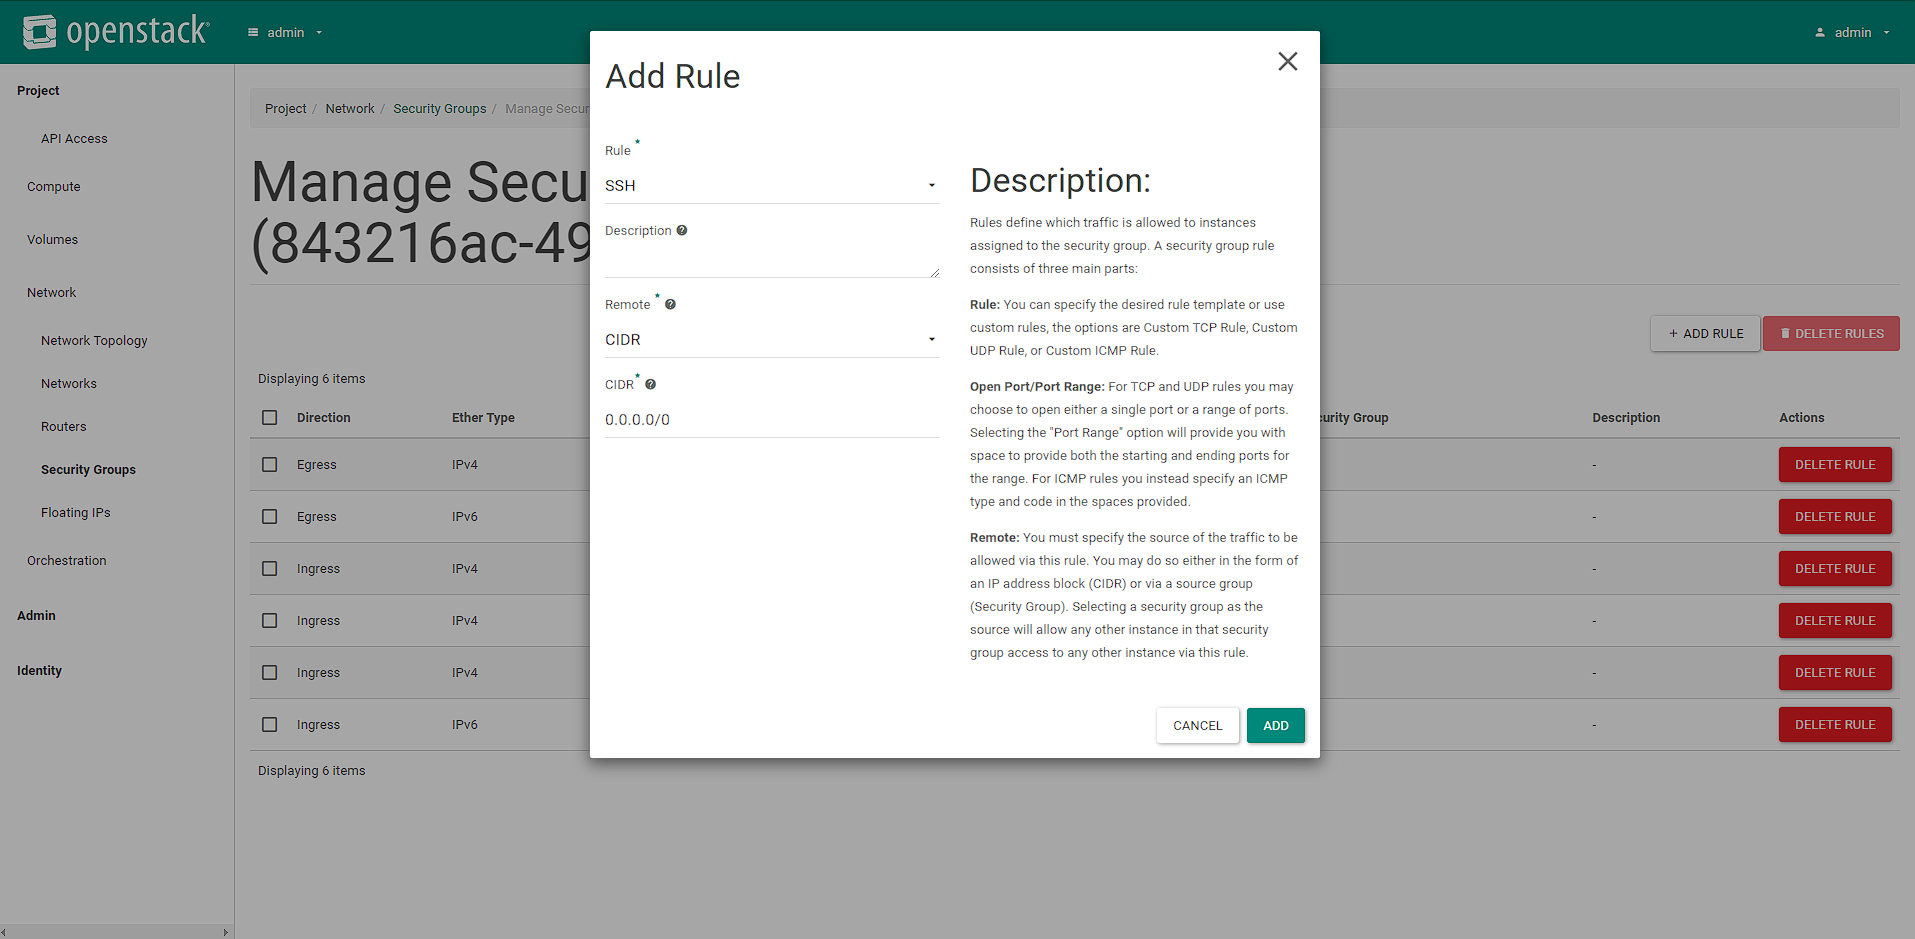 openstack
admin
admin
Project
API Access
Compute
Volumes
Network
Network Topology
Networks
Routers
Security Groups
Floating IPs
Orchestration
Admin
Identity
Project / Network / Security Groups / Manage Secur
Manage Secu
(843216ac-49
+ ADD RULE
DELETE RULES
Displaying 6 items
Direction Ether Type urity Group Description Actions
Egress IPv4 - DELETE RULE
Egress IPv6 - DELETE RULE
Ingress IPv4 - DELETE RULE
Ingress IPv4 - DELETE RULE
Ingress IPv4 - DELETE RULE
Ingress IPv6 - DELETE RULE
Displaying 6 items
Add Rule
Rule *
SSH
Description
Remote *
CIDR
CIDR *
0.0.0.0/0
Description:
Rules define which traffic is allowed to instances
assigned to the security group. A security group rule
consists of three main parts:
Rule: You can specify the desired rule template or use
custom rules, the options are Custom TCP Rule, Custom
UDP Rule, or Custom ICMP Rule.
Open Port/Port Range: For TCP and UDP rules you may
choose to open either a single port or a range of ports.
Selecting the "Port Range" option will provide you with
space to provide both the starting and ending ports for
the range. For ICMP rules you instead specify an ICMP
type and code in the spaces provided.
Remote: You must specify the source of the traffic to be
allowed via this rule. You may do so either in the form of
an IP address block (CIDR) or via a source group
(Security Group). Selecting a security group as the
source will allow any other instance in that security
group access to any other instance via this rule.
CANCEL
ADD